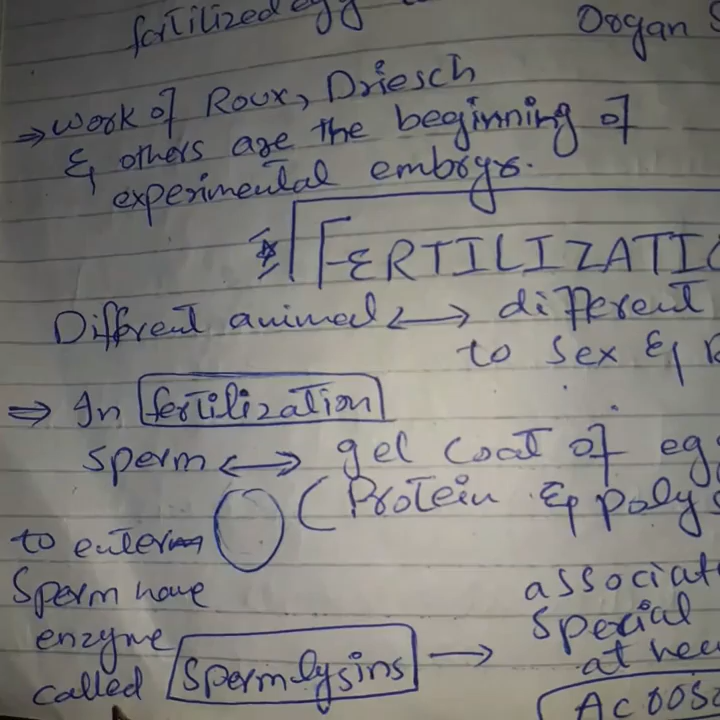 fertilized egg
Organ
⇒ Work of Roux, Driesch
& others are the beginning of
experimental embryo.
FERTILIZATIO
Different animal ↔ different
to sex &
⇒ In fertilization
Sperm ↔ gel coat of eg
(Protein & poly
to enter
Sperm have
associat
enzyme
special
called Spermlysins →
at hea
Acros